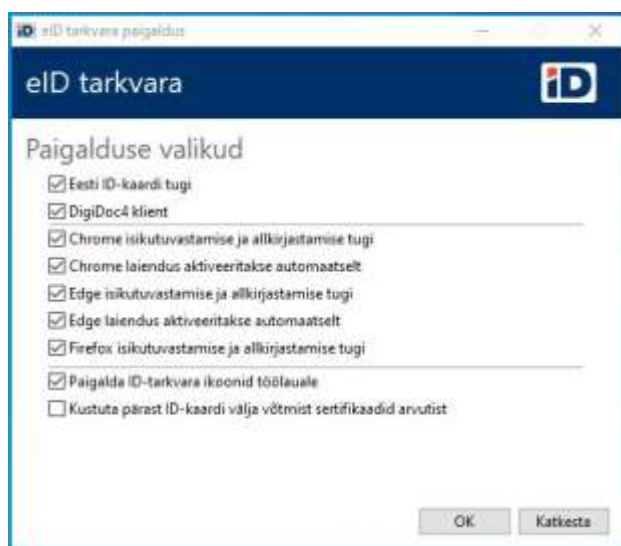 iD eID tarkvara paigaldus
eID tarkvara
iD
Paigalduse valikud
Eesti ID-kaardi tugi
DigiDoc4 klient
Chrome isikutuvastamise ja allkirjastamise tugi
Chrome laiendus aktiveeritakse automaatselt
Edge isikutuvastamise ja allkirjastamise tugi
Edge laiendus aktiveeritakse automaatselt
Firefox isikutuvastamise ja allkirjastamise tugi
Paigalda ID-tarkvara ikoonid töölauale
Kustuta pärast ID-kaardi välja võtmist sertifikaadid arvutist
OK Katkesta